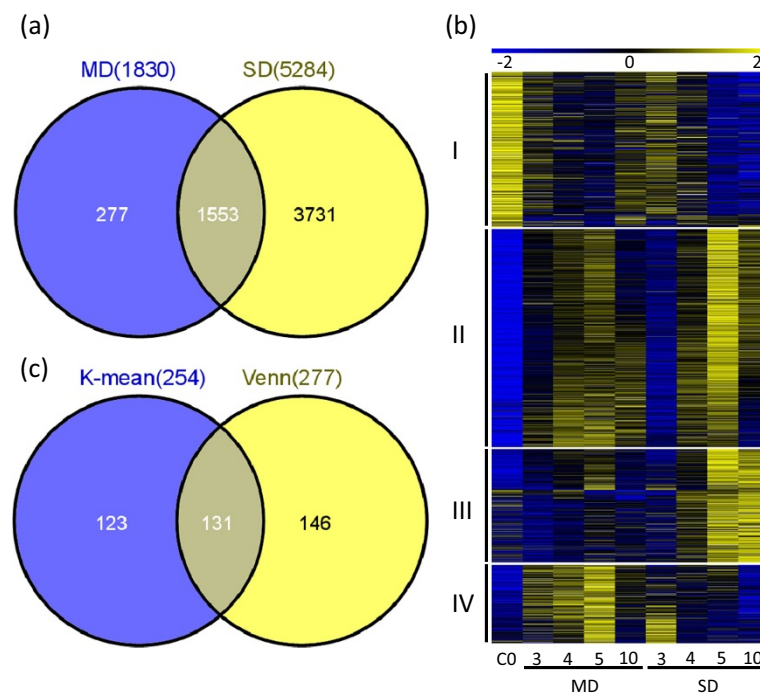 (a)
MD(1830) SD(5284)
277 1553 3731
(c)
K-mean(254) Venn(277)
123 131 146
(b)
-2 0 2
I
II
III
IV
C0 3 4 5 10 3 4 5 10
MD SD